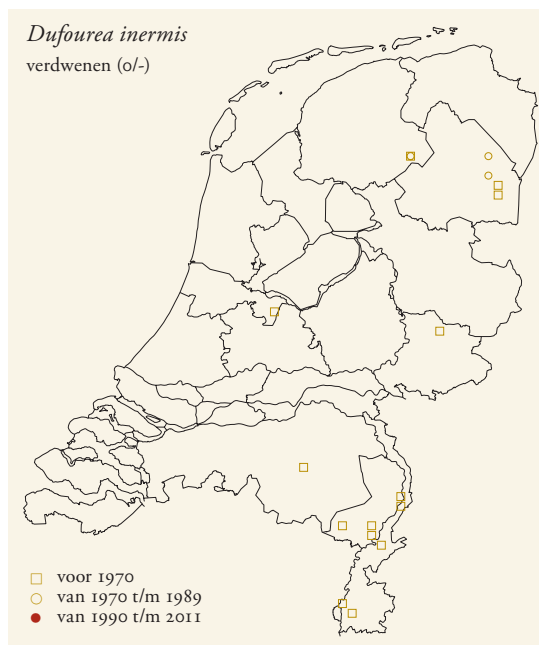 Dufourea inermis
verdwenen (0/-)
voor 1970
van 1970 t/m 1989
van 1990 t/m 2011